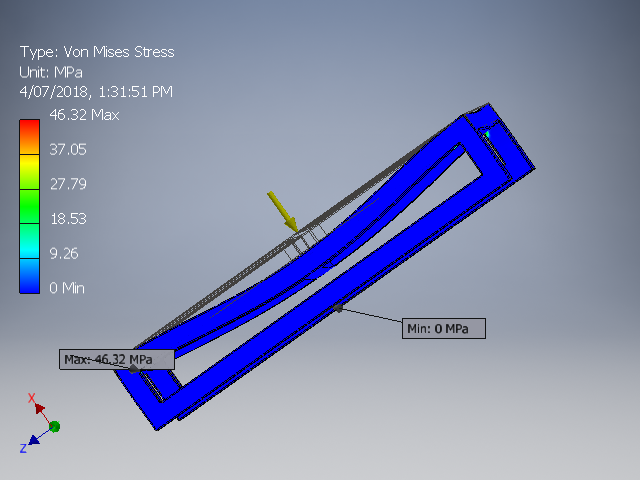 Type: Von Mises Stress
Unit: MPa
4/07/2018, 1:31:51 PM
46.32 Max
37.05
27.79
18.53
9.26
0 Min
Min: 0 MPa
Max: 46.32 MPa
X
Z